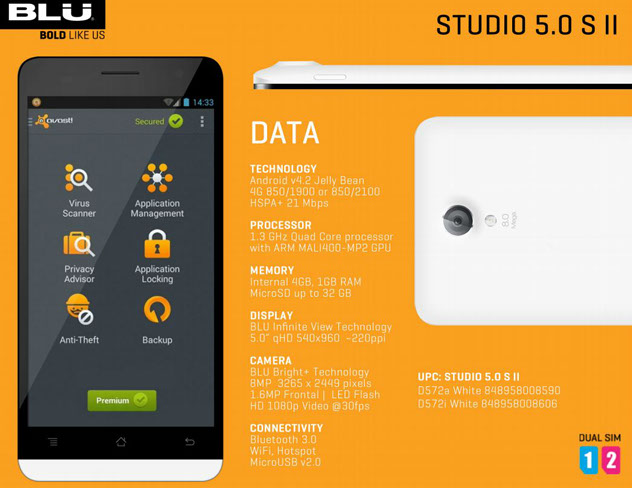 BLU
BOLD LIKE US
STUDIO 5.0 S II
14:33
avast!
Secured
Virus
Scanner
Application
Management
Privacy
Advisor
Application
Locking
Anti-Theft
Backup
Premium
DATA
TECHNOLOGY
Android v4.2 Jelly Bean
4G 850/1900 or 850/2100
HSPA+ 21 Mbps
PROCESSOR
1.3 GHz Quad Core processor
with ARM MALI400-MP2 GPU
MEMORY
Internal 4GB, 1GB RAM
MicroSD up to 32 GB
DISPLAY
BLU Infinite View Technology
5.0” qHD 540x960 ~220ppi
CAMERA
BLU Bright+ Technology
8MP 3265 x 2449 pixels
1.6MP Frontal | LED Flash
HD 1080p Video @30fps
CONNECTIVITY
Bluetooth 3.0
WiFi, Hotspot
MicroUSB v2.0
8.0
Mega
UPC: STUDIO 5.0 S II
D572a White 848958008590
D572i White 848958008606
DUAL SIM
1 2